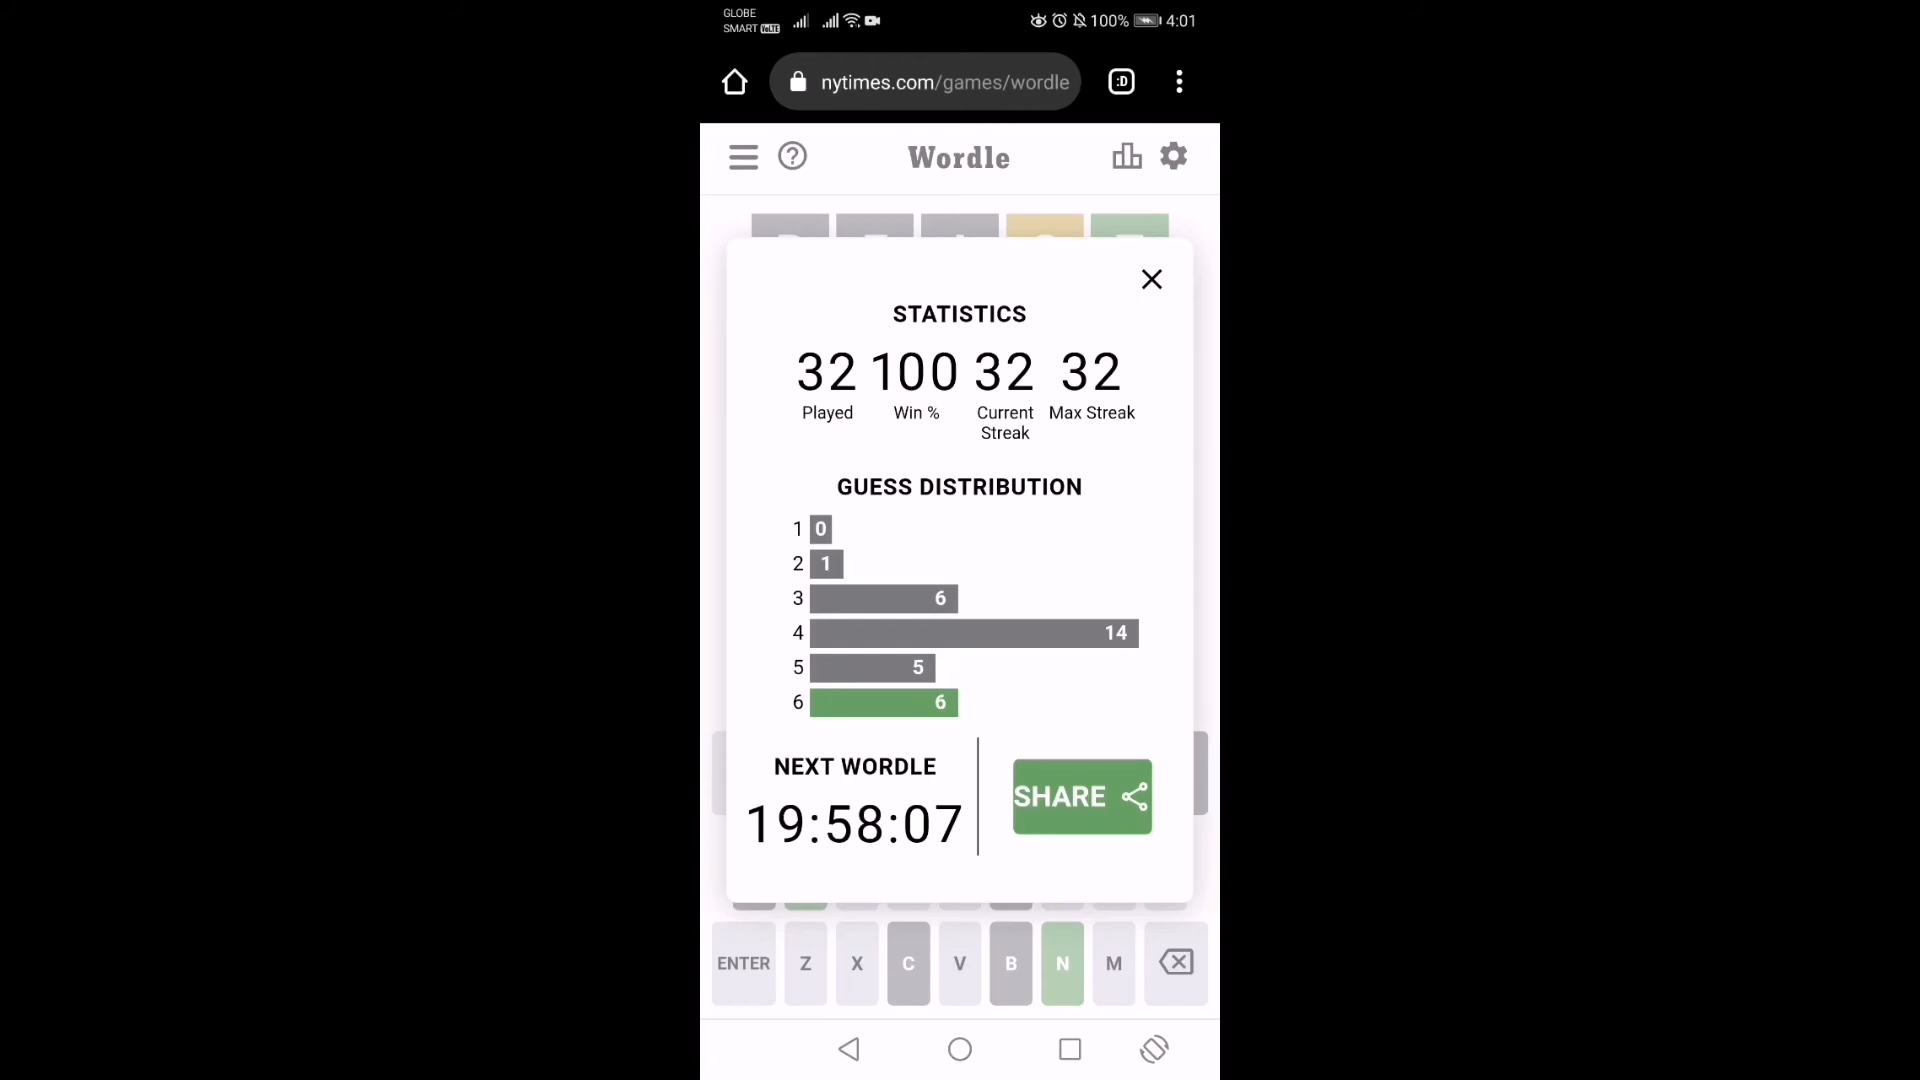 GLOBE
SMART VoLTE
100% 4:01
nytimes.com/games/wordle
:D
Wordle
STATISTICS
32 100 32 32
Played Win % Current Streak Max Streak
GUESS DISTRIBUTION
1 0
2 1
3 6
4 14
5 5
6 6
NEXT WORDLE
19:58:07
SHARE
ENTER Z X C V B N M